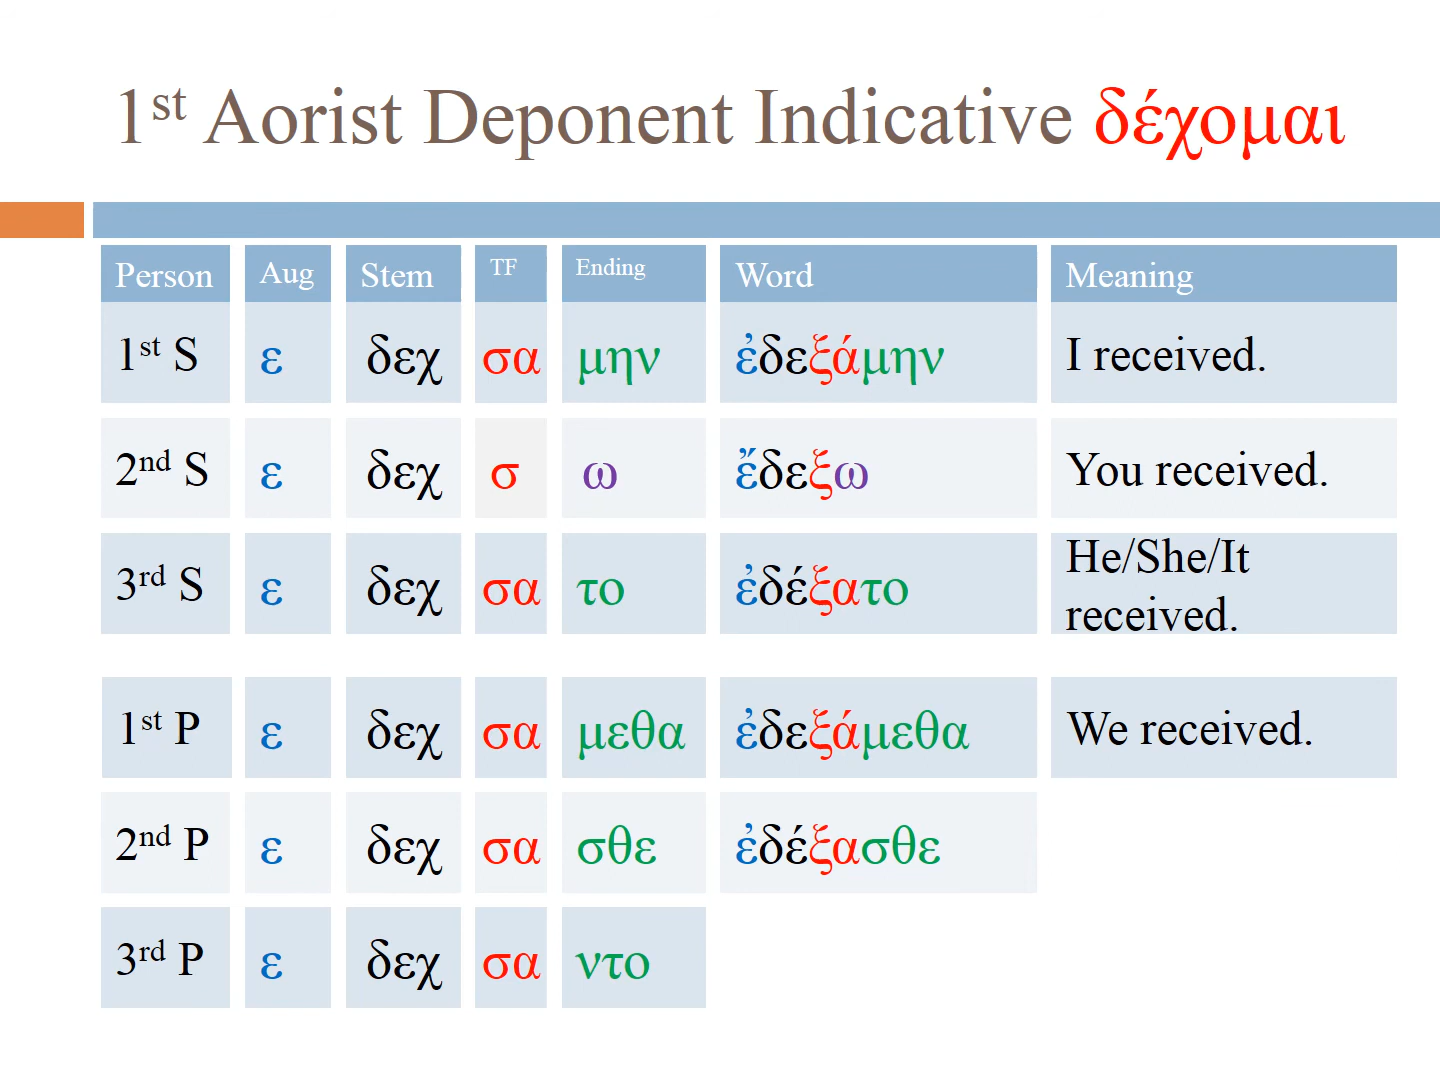 1st Aorist Deponent Indicative δέχομαι
Person Aug Stem TF Ending Word Meaning
1st S ε δεχ σα μην ἐδεξάμην I received.
2nd S ε δεχ σ ω ἔδεξω You received.
3rd S ε δεχ σα το ἐδέξατο He/She/It
received.
1st P ε δεχ σα μεθα ἐδεξάμεθα We received.
2nd P ε δεχ σα σθε ἐδέξασθε
3rd P ε δεχ σα ντο